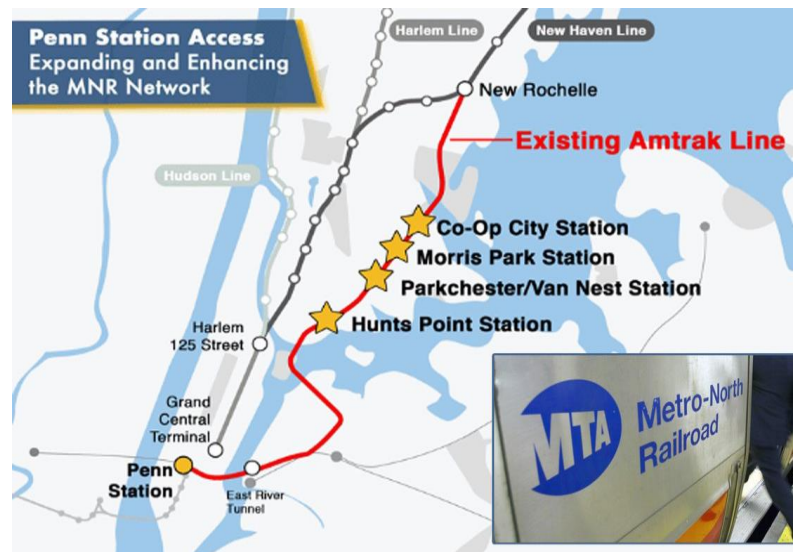 Penn Station Access
Expanding and Enhancing
the MNR Network
Harlem Line
New Haven Line
New Rochelle
Existing Amtrak Line
Hudson Line
Co-Op City Station
Morris Park Station
Parkchester/Van Nest Station
Hunts Point Station
Harlem
125 Street
Grand
Central
Terminal
Penn
Station
East River
Tunnel
MTA
Metro-North
Railroad